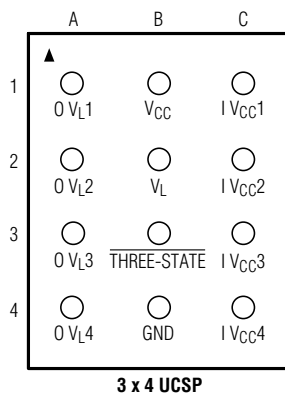 A B C
1
O VL1 VCC I VCC1
2
O VL2 VL I VCC2
3
O VL3 THREE-STATE I VCC3
4
O VL4 GND I VCC4
3 x 4 UCSP